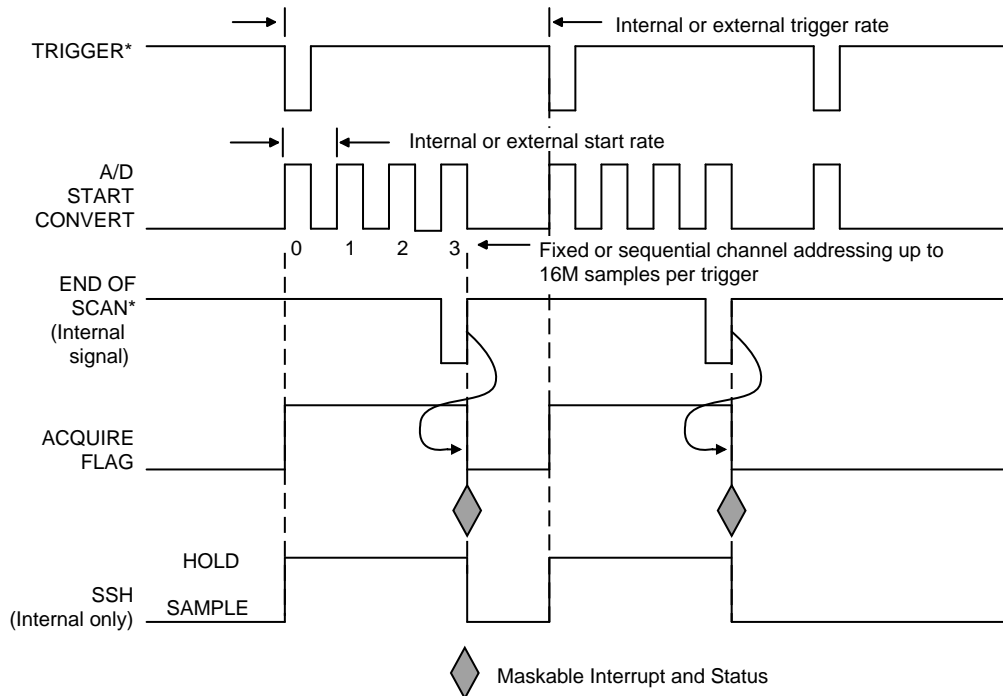 Internal or external trigger rate
TRIGGER*
Internal or external start rate
A/D
START
CONVERT
0 1 2 3
Fixed or sequential channel addressing up to
16M samples per trigger
END OF
SCAN*
(Internal
signal)
ACQUIRE
FLAG
HOLD
SSH
(Internal only)
SAMPLE
Maskable Interrupt and Status